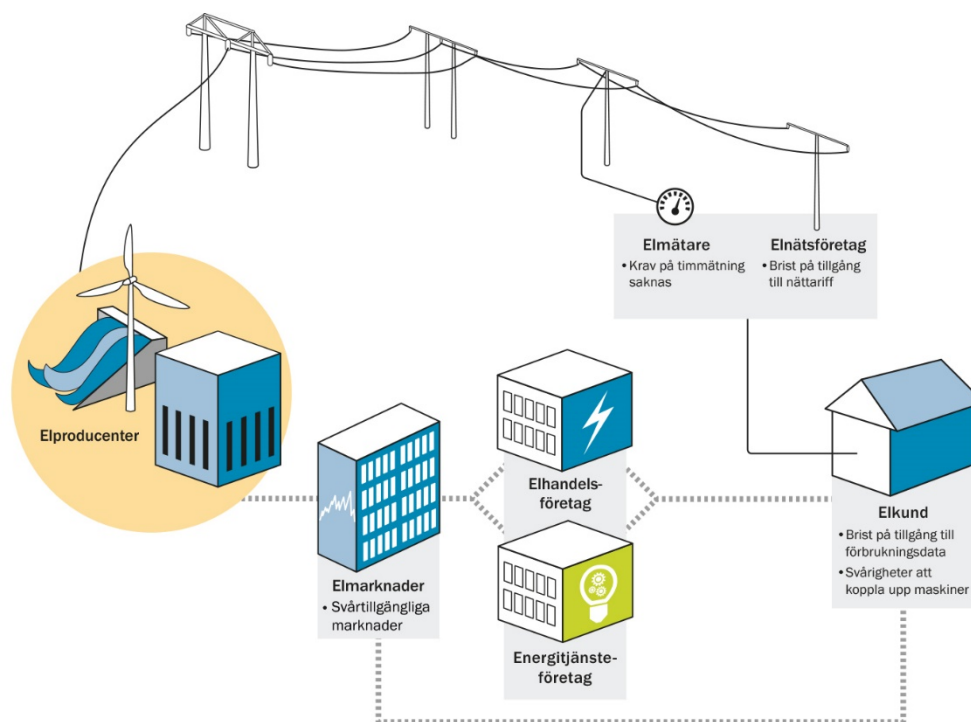 Elmätare
• Krav på timmätning
saknas
Elnätsföretag
• Brist på tillgång
till nättariff
Elproducenter
Elmarknader
• Svårtillgängliga
marknader
Elhandels-
företag
Energitjänste-
företag
Elkund
• Brist på tillgång till
förbrukningsdata
• Svårigheter att
koppla upp maskiner